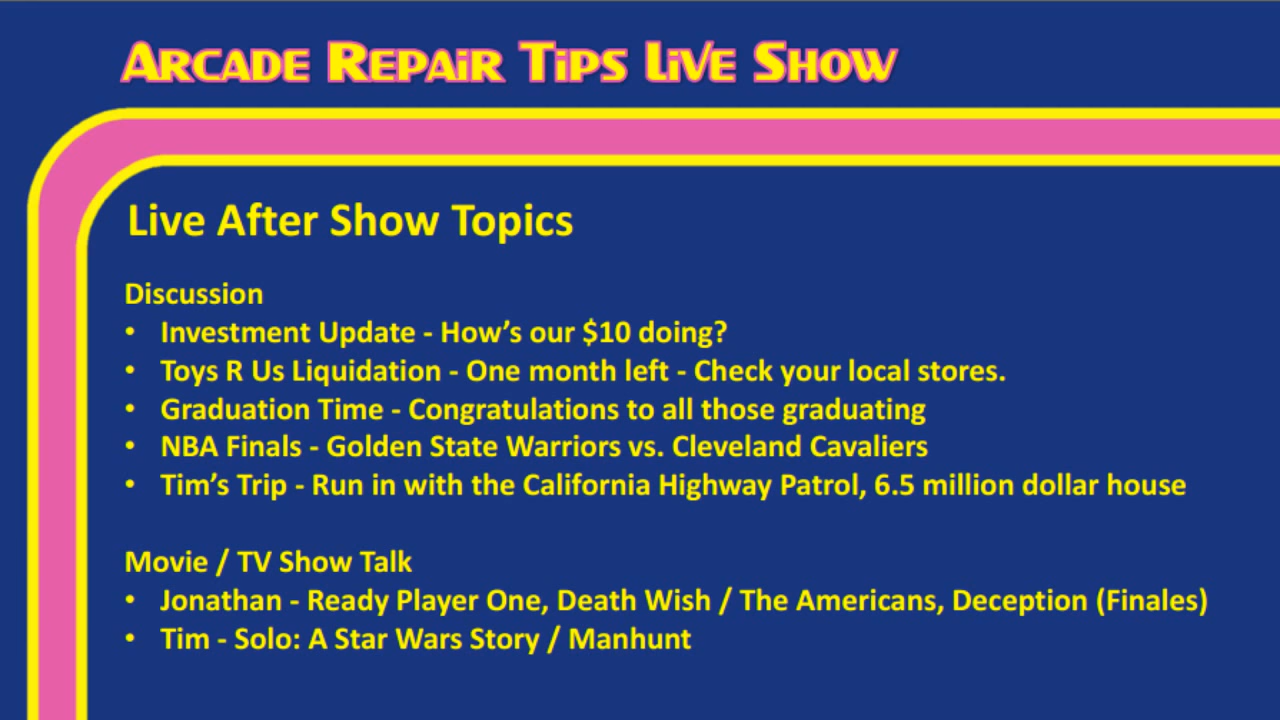 Arcade Repair Tips Live Show
Live After Show Topics
Discussion
• Investment Update - How’s our $10 doing?
• Toys R Us Liquidation - One month left - Check your local stores.
• Graduation Time - Congratulations to all those graduating
• NBA Finals - Golden State Warriors vs. Cleveland Cavaliers
• Tim’s Trip - Run in with the California Highway Patrol, 6.5 million dollar house
Movie / TV Show Talk
• Jonathan - Ready Player One, Death Wish / The Americans, Deception (Finales)
• Tim - Solo: A Star Wars Story / Manhunt